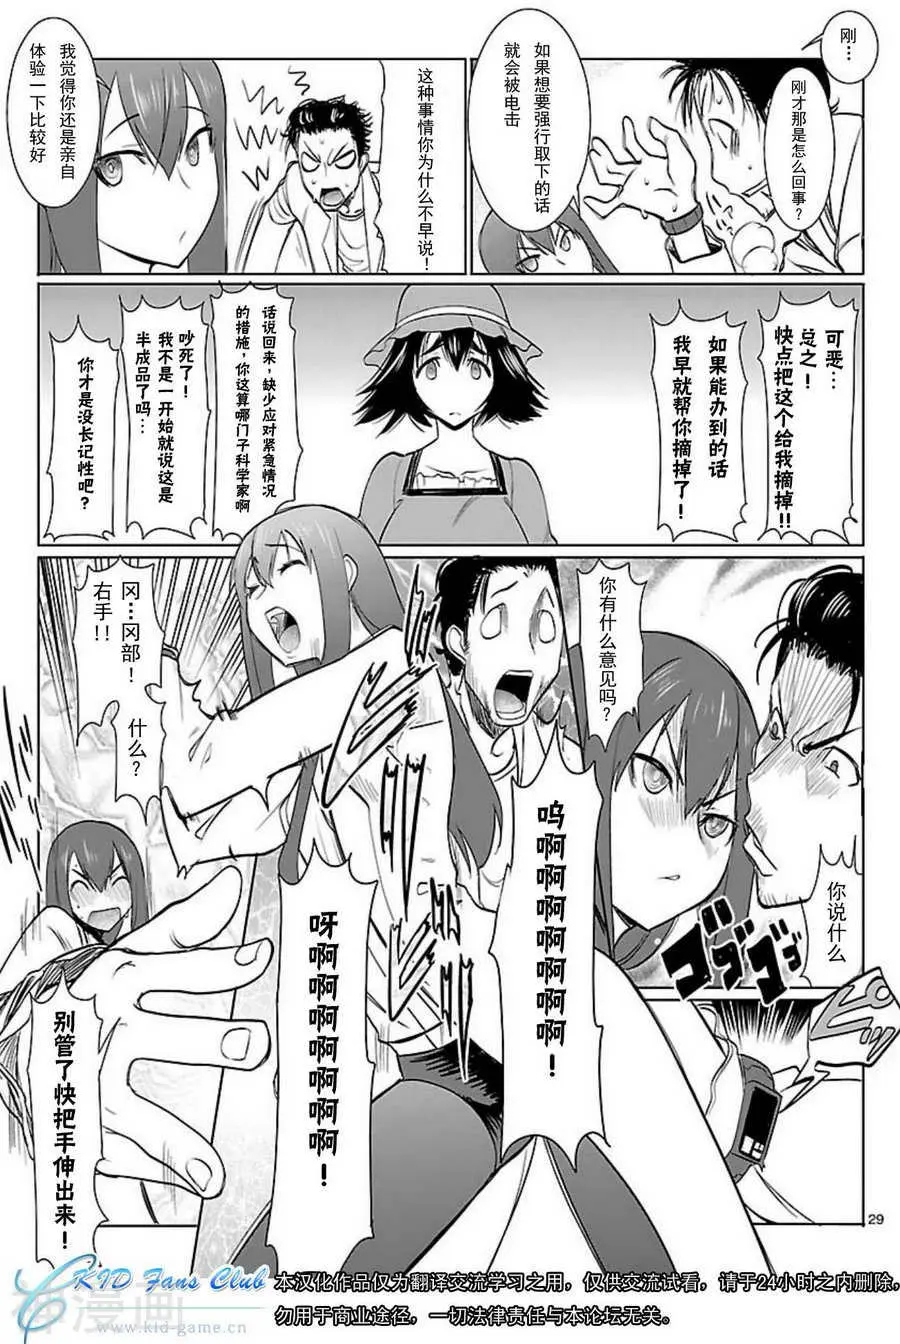 刚…
刚才那是怎么回事？
如果想要强行取下的话
就会被电击
这种事情你为什么不早说！
我觉得你还是亲自
体验一下比较好
可恶…
总之！
快点把这个给我摘掉!!
如果能办到的话
我早就帮你摘掉了！
话说回来，缺少应对紧急情况
的措施，你这算哪门子科学家啊
吵死了！
我不是一开始就说这是
半成品了吗…
你才是没长记性吧？
你有什么意见吗？
你说什么
ゴゴゴゴ
呜啊啊啊啊啊啊啊！
呀啊啊啊啊啊啊啊！
冈…冈部！
右手!!
什么？
别管了快把手伸出来！
29
KID Fans Club
www.kid-game.cn
本汉化作品仅为翻译交流学习之用，仅供交流试看，请于24小时之内删除，
勿用于商业途径，一切法律责任与本论坛无关。